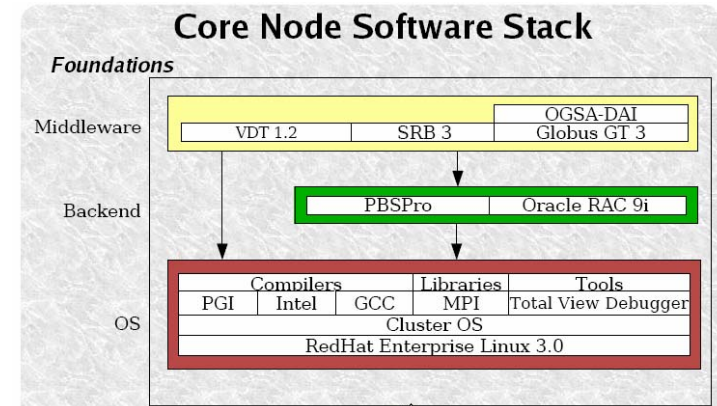 Core Node Software Stack
Foundations
Middleware
OGSA-DAI
VDT 1.2 SRB 3 Globus GT 3
Backend
PBSPro Oracle RAC 9i
OS
Compilers Libraries Tools
PGI Intel GCC MPI Total View Debugger
Cluster OS
RedHat Enterprise Linux 3.0